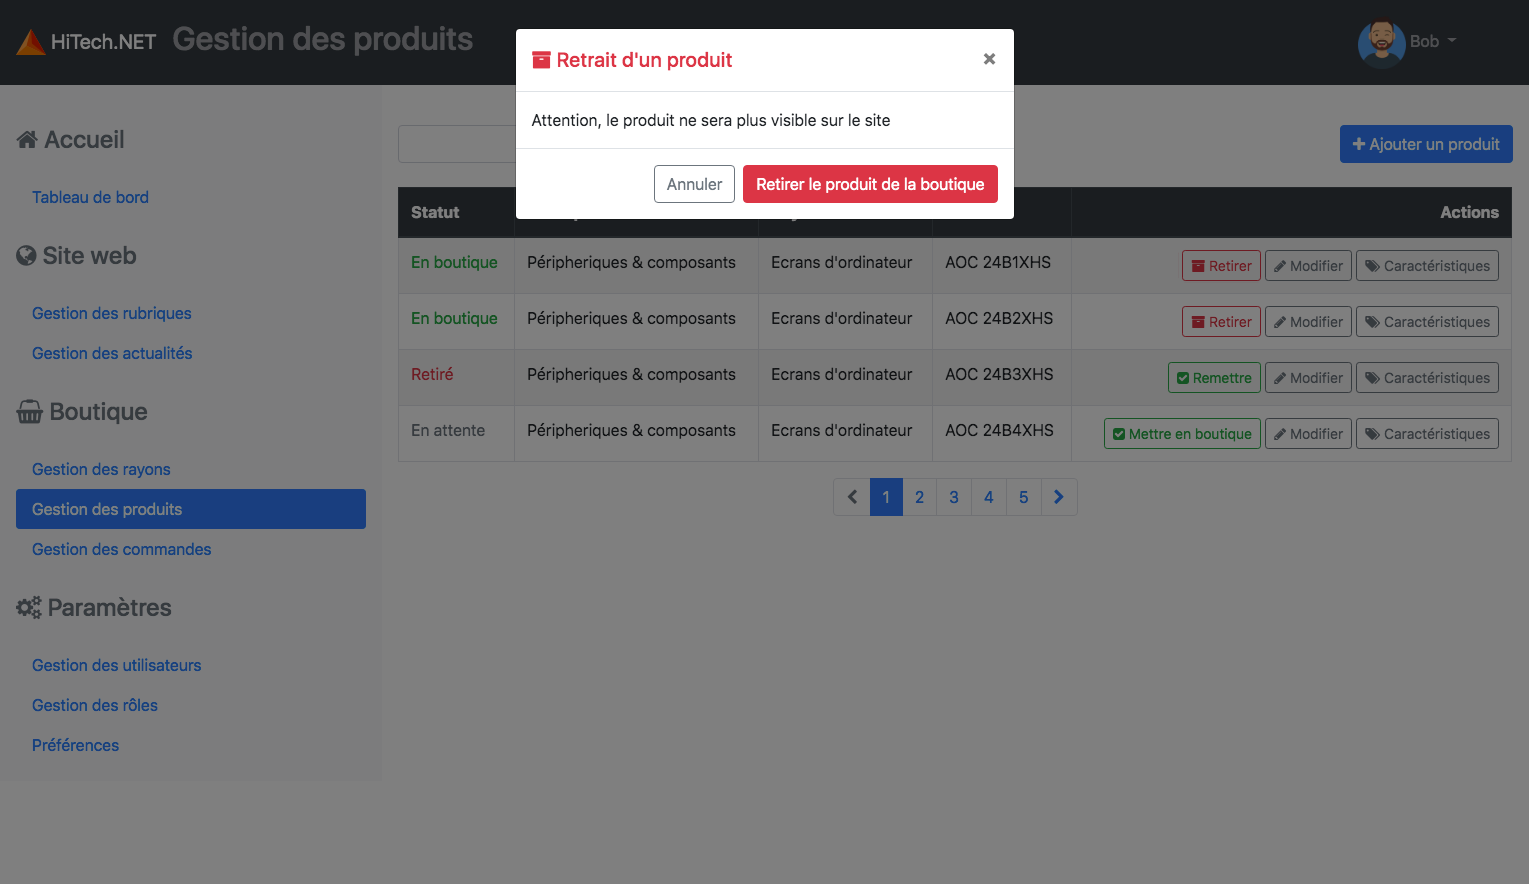 HiTech.NET
Gestion des produits
Bob
Retrait d'un produit
×
Attention, le produit ne sera plus visible sur le site
Annuler
Retirer le produit de la boutique
Accueil
Tableau de bord
Site web
Gestion des rubriques
Gestion des actualités
Boutique
Gestion des rayons
Gestion des produits
Gestion des commandes
Paramètres
Gestion des utilisateurs
Gestion des rôles
Préférences
Ajouter un produit
Statut Actions
En boutique Péripheriques & composants Ecrans d'ordinateur AOC 24B1XHS Retirer Modifier Caractéristiques
En boutique Péripheriques & composants Ecrans d'ordinateur AOC 24B2XHS Retirer Modifier Caractéristiques
Retiré Péripheriques & composants Ecrans d'ordinateur AOC 24B3XHS Remettre Modifier Caractéristiques
En attente Péripheriques & composants Ecrans d'ordinateur AOC 24B4XHS Mettre en boutique Modifier Caractéristiques
1 2 3 4 5